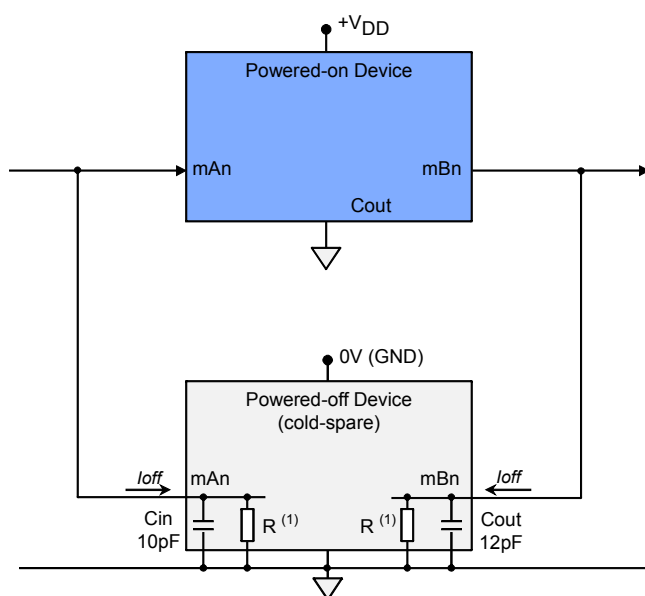 +VDD
Powered-on Device
mAn
mBn
Cout
0V (GND)
Powered-off Device
(cold-spare)
Ioff
mAn
mBn
Ioff
Cin
10pF
R (1)
R (1)
Cout
12pF